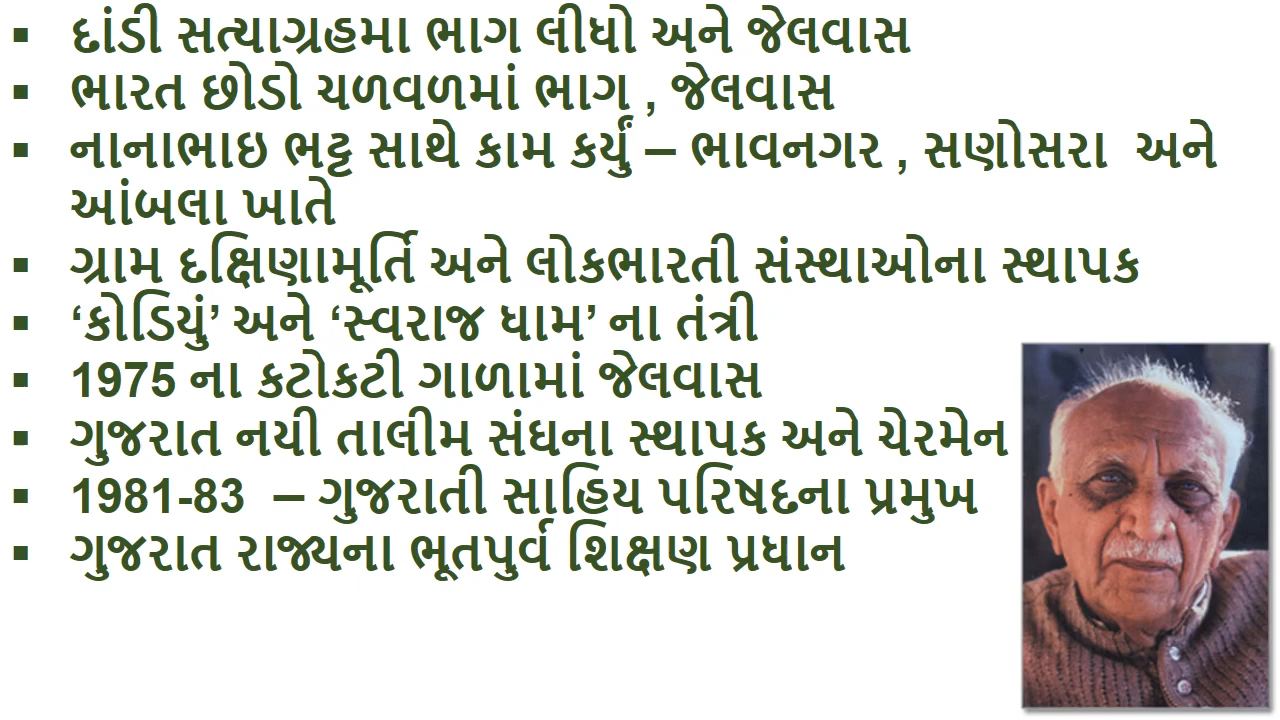 ▪ દાંડી સત્યાગ્રહમા ભાગ લીધો અને જેલવાસ
▪ ભારત છોડો ચળવળમાં ભાગ , જેલવાસ
▪ નાનાભાઇ ભટ્ટ સાથે કામ કર્યું – ભાવનગર , સણોસરા અને
આંબલા ખાતે
▪ ગ્રામ દક્ષિણામૂર્તિ અને લોકભારતી સંસ્થાઓના સ્થાપક
▪ ‘કોડિયું’ અને ‘સ્વરાજ ધામ’ ના તંત્રી
▪ 1975 ના કટોકટી ગાળામાં જેલવાસ
▪ ગુજરાત નયી તાલીમ સંઘના સ્થાપક અને ચેરમેન
▪ 1981-83 – ગુજરાતી સાહિય પરિષદના પ્રમુખ
▪ ગુજરાત રાજ્યના ભૂતપુર્વ શિક્ષણ પ્રધાન